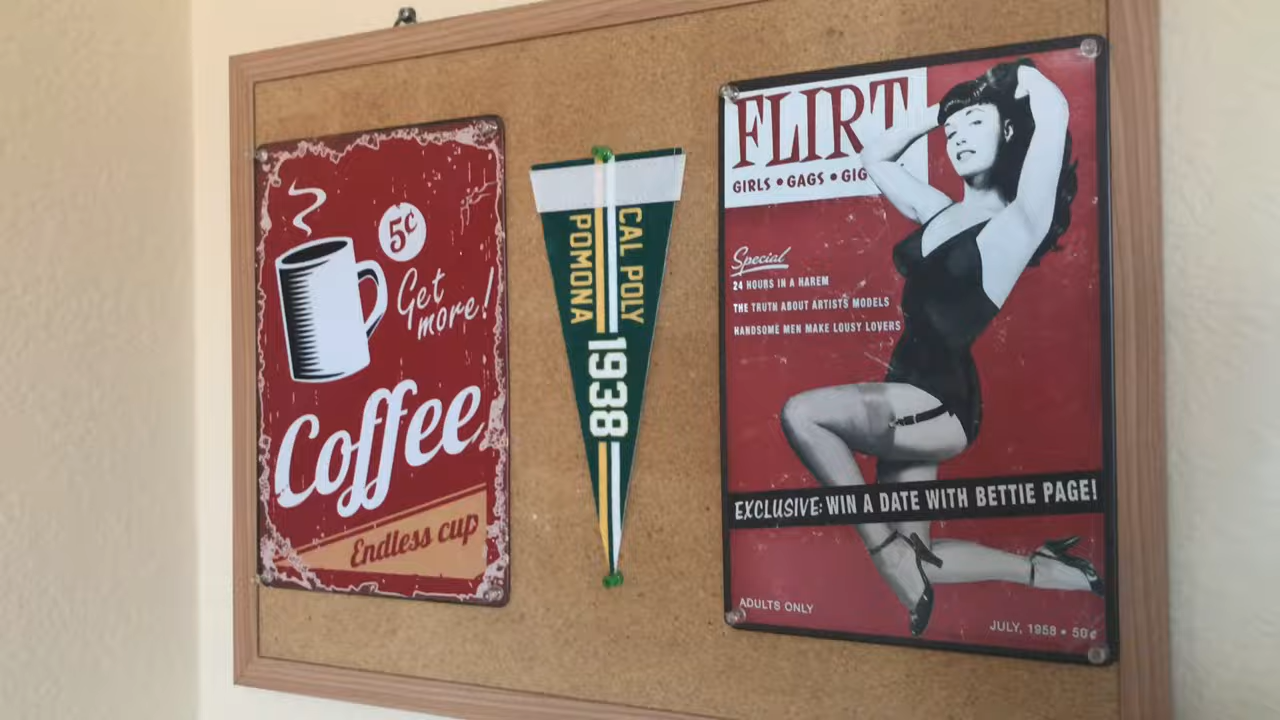 5¢
Get
more!
Coffee
Endless cup
CAL POLY
POMONA
1938
FLIRT
GIRLS • GAGS • GIG
Special
24 HOURS IN A HAREM
THE TRUTH ABOUT ARTISTS MODELS
HANDSOME MEN MAKE LOUSY LOVERS
EXCLUSIVE: WIN A DATE WITH BETTIE PAGE!
ADULTS ONLY
JULY, 1958 • 50¢